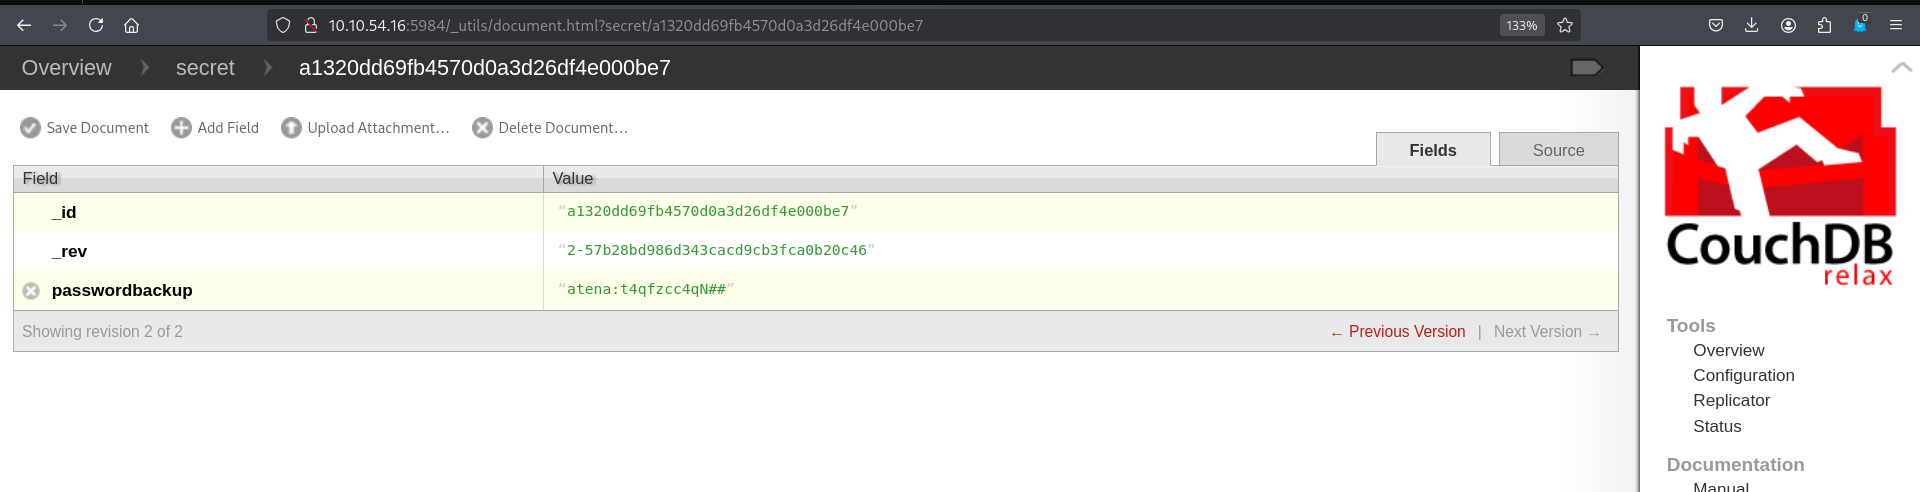 10.10.54.16:5984/_utils/document.html?secret/a1320dd69fb4570d0a3d26df4e000be7
133%
0
Overview secret a1320dd69fb4570d0a3d26df4e000be7
Save Document Add Field Upload Attachment… Delete Document…
Fields Source
Field Value
_id "a1320dd69fb4570d0a3d26df4e000be7"
_rev "2-57b28bd986d343cacd9cb3fca0b20c46"
passwordbackup "atena:t4qfzcc4qN##"
Showing revision 2 of 2 ← Previous Version | Next Version →
CouchDB
relax
Tools
Overview
Configuration
Replicator
Status
Documentation
Manual